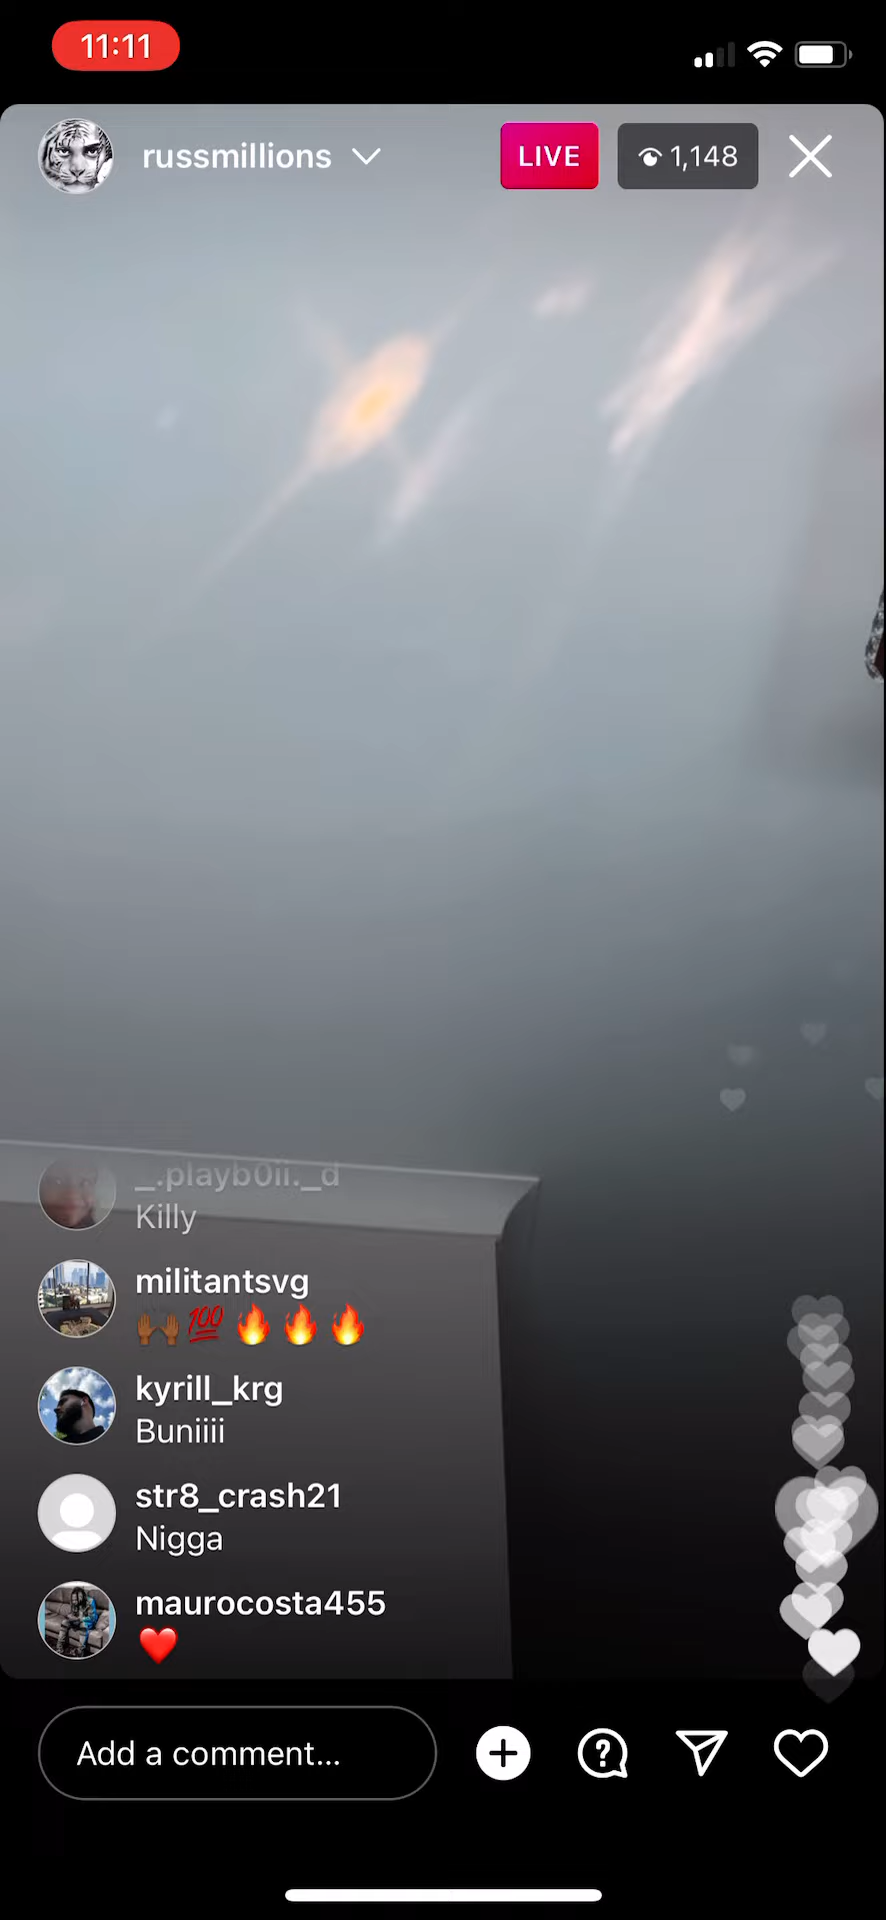 11:11
russmillions
LIVE
1,148
_.playb0ii._d
Killy
militantsvg
🙌🏾💯🔥🔥🔥
kyrill_krg
Buniiii
str8_crash21
Nigga
maurocosta455
❤️
Add a comment...